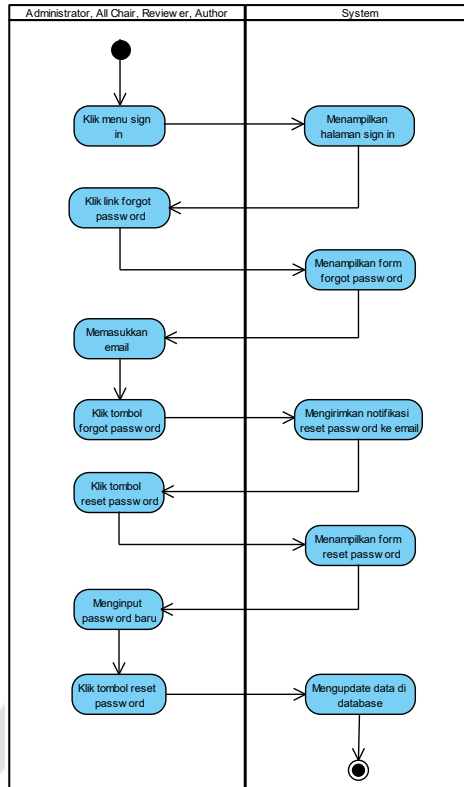 Administrator, All Chair, Reviewer, Author
System
Klik menu sign
in
Menampilkan
halaman sign in
Klik link forgot
password
Menampilkan form
forgot password
Memasukkan
email
Klik tombol
forgot password
Mengirimkan notifikasi
reset password ke email
Klik tombol
reset password
Menampilkan form
reset password
Menginput
password baru
Klik tombol reset
password
Mengupdate data di
database